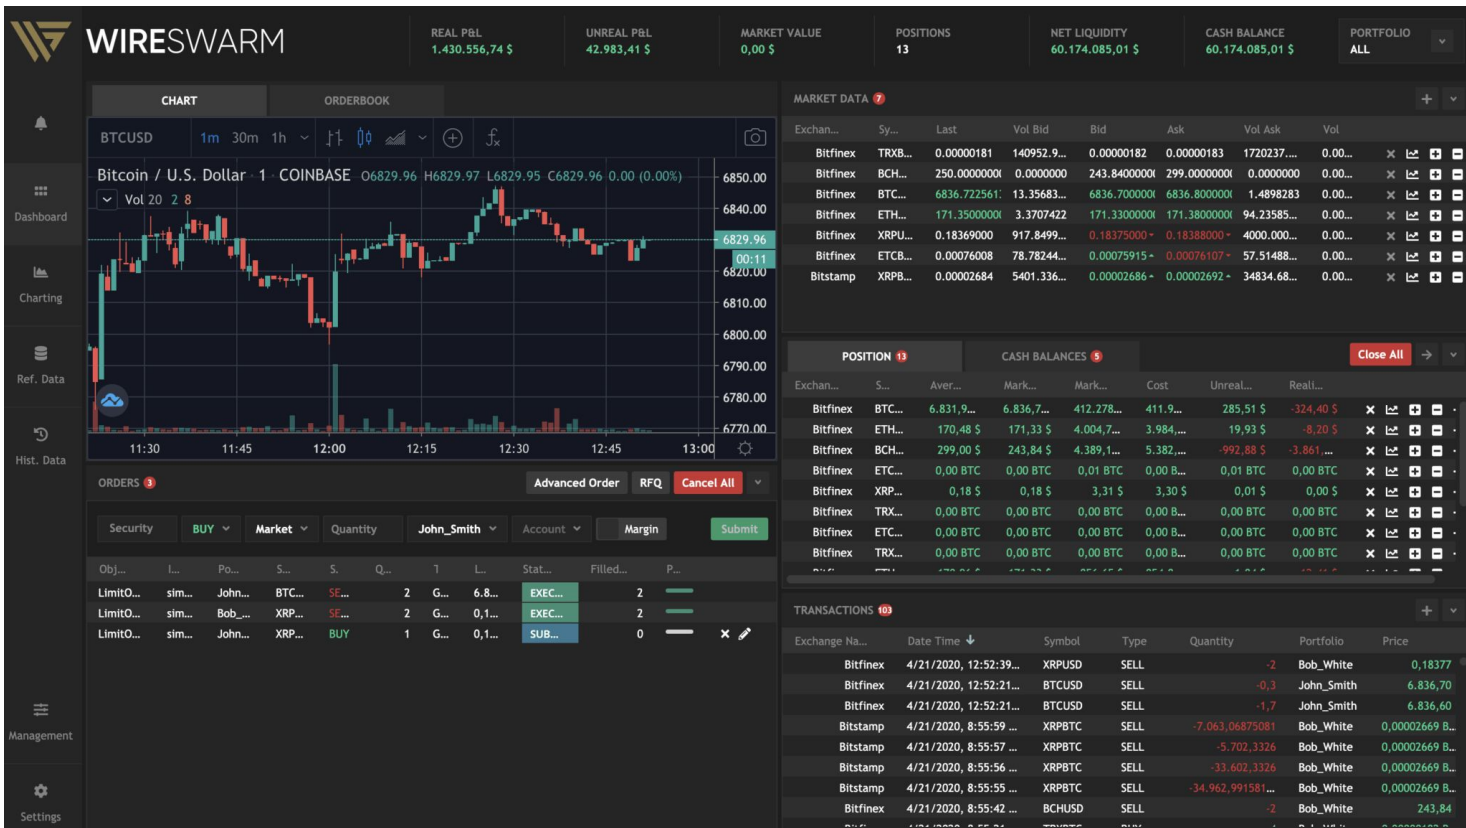 WIRESWARM
REAL P&L
1.430.556,74 $
UNREAL P&L
42.983,41 $
MARKET VALUE
0,00 $
POSITIONS
13
NET LIQUIDITY
60.174.085,01 $
CASH BALANCE
60.174.085,01 $
PORTFOLIO
ALL
Dashboard
Charting
Ref. Data
Hist. Data
Management
Settings
CHART ORDERBOOK
BTCUSD 1m 30m 1h
Bitcoin / U.S. Dollar 1 COINBASE O6829.96 H6829.97 L6829.95 C6829.96 0.00 (0.00%)
Vol 20 2 8
6850.00
6840.00
6829.96
00:11
6820.00
6810.00
6800.00
6790.00
6780.00
6770.00
11:30 11:45 12:00 12:15 12:30 12:45 13:00
ORDERS 3 Advanced Order RFQ Cancel All
Security BUY Market Quantity John_Smith Account Margin Submit
Obj... I... Po... S... S. Q... 1 L... Stat... Filled... P...
LimitO... sim... John... BTC... SE... 2 G... 6.8... EXEC... 2
LimitO... sim... Bob_... XRP... SE... 2 G... 0,1... EXEC... 2
LimitO... sim... John... XRP... BUY 1 G... 0,1... SUB... 0
MARKET DATA 7
Exchan... Sy... Last Vol Bid Bid Ask Vol Ask Vol
Bitfinex TRXB... 0.00000181 140952.9... 0.00000182 0.00000183 1720237.... 0.00...
Bitfinex BCH... 250.0000000 0.0000000 243.8400000 299.0000000 0.0000000 0.00...
Bitfinex BTC... 6836.722561 13.35683... 6836.7000000 6836.8000000 1.4898283 0.00...
Bitfinex ETH... 171.3500000 3.3707422 171.3300000 171.3800000 94.23585... 0.00...
Bitfinex XRPU... 0.18369000 917.8499... 0.18375000 0.18388000 4000.000... 0.00...
Bitfinex ETCB... 0.00076008 78.78244... 0.00075915 0.00076107 57.51488... 0.00...
Bitstamp XRPB... 0.00002684 5401.336... 0.00002686 0.00002692 34834.68... 0.00...
POSITION 13 CASH BALANCES 5 Close All
Exchan... S... Aver... Mark... Mark... Cost Unreal... Reali...
Bitfinex BTC... 6.831,9... 6.836,7... 412.278... 411.9... 285,51 $ -324,40 $
Bitfinex ETH... 170,48 $ 171,33 $ 4.004,7... 3.984,... 19,93 $ -8,20 $
Bitfinex BCH... 299,00 $ 243,84 $ 4.389,1... 5.382,... -992,88 $ -3.861,...
Bitfinex ETC... 0,00 BTC 0,00 BTC 0,01 BTC 0,00 B... 0,01 BTC 0,00 BTC
Bitfinex XRP... 0,18 $ 0,18 $ 3,31 $ 3,30 $ 0,01 $ 0,00 $
Bitfinex TRX... 0,00 BTC 0,00 BTC 0,00 BTC 0,00 B... 0,00 BTC 0,00 BTC
Bitfinex ETC... 0,00 BTC 0,00 BTC 0,00 BTC 0,00 B... 0,00 BTC 0,00 BTC
Bitfinex TRX... 0,00 BTC 0,00 BTC 0,00 BTC 0,00 B... 0,00 BTC 0,00 BTC
TRANSACTIONS 103
Exchange Na... Date Time Symbol Type Quantity Portfolio Price
Bitfinex 4/21/2020, 12:52:39... XRPUSD SELL -2 Bob_White 0,18377
Bitfinex 4/21/2020, 12:52:21... BTCUSD SELL -0,3 John_Smith 6.836,70
Bitfinex 4/21/2020, 12:52:21... BTCUSD SELL -1,7 John_Smith 6.836,60
Bitstamp 4/21/2020, 8:55:59 ... XRPBTC SELL -7.063,06875081 Bob_White 0,00002669 B...
Bitstamp 4/21/2020, 8:55:57 ... XRPBTC SELL -5.702,3326 Bob_White 0,00002669 B...
Bitstamp 4/21/2020, 8:55:56 ... XRPBTC SELL -33.602,3326 Bob_White 0,00002669 B...
Bitstamp 4/21/2020, 8:55:55 ... XRPBTC SELL -34.962,991581... Bob_White 0,00002669 B...
Bitfinex 4/21/2020, 8:55:42 ... BCHUSD SELL -2 Bob_White 243,84